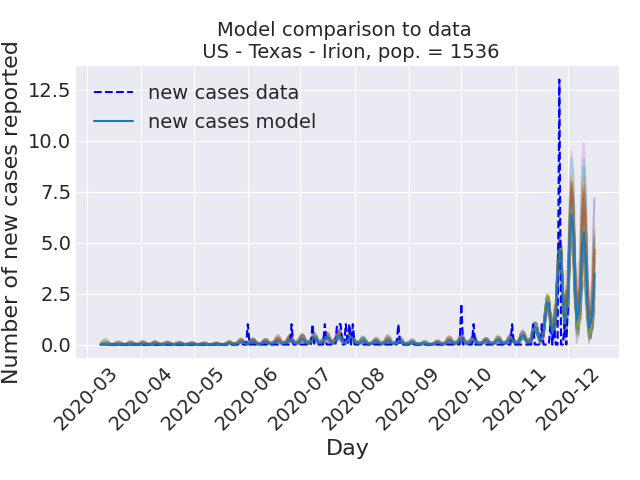 Model comparison to data
US - Texas - Irion, pop. = 1536
Number of new cases reported
12.5
10.0
7.5
5.0
2.5
0.0
new cases data
new cases model
2020-03
2020-04
2020-05
2020-06
2020-07
2020-08
2020-09
2020-10
2020-11
2020-12
Day